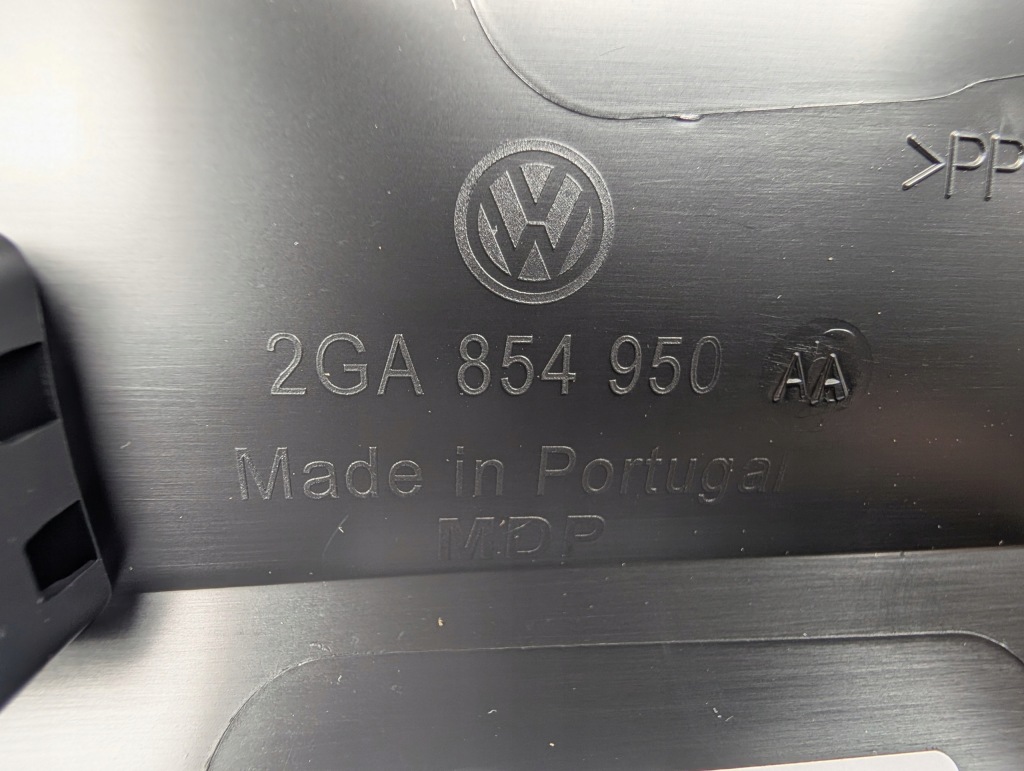 >PP
2GA 854 950 AA
Made in Portugal
MDP